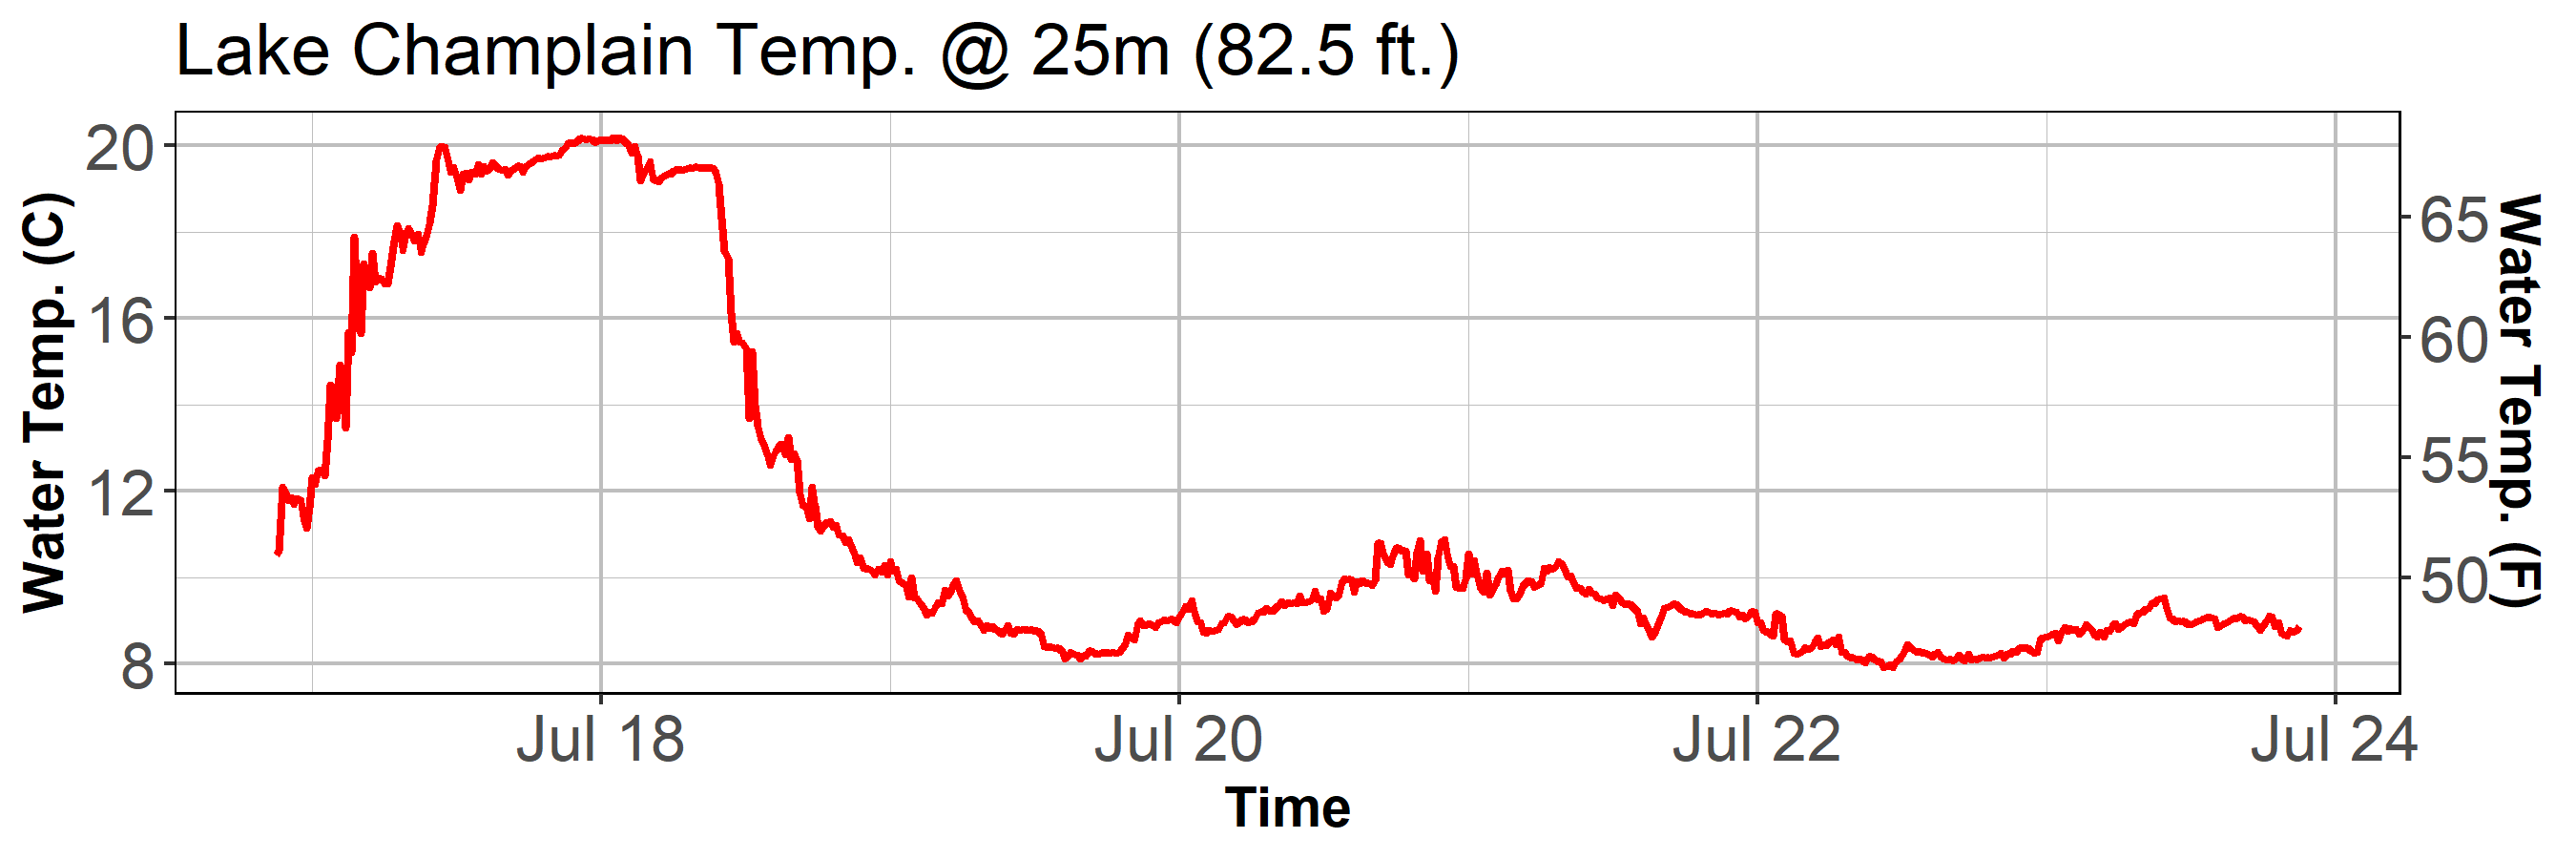 Lake Champlain Temp. @ 25m (82.5 ft.)
Water Temp. (C)
20
16
12
8
65
60
55
50
Water Temp. (F)
Jul 18
Jul 20
Jul 22
Jul 24
Time